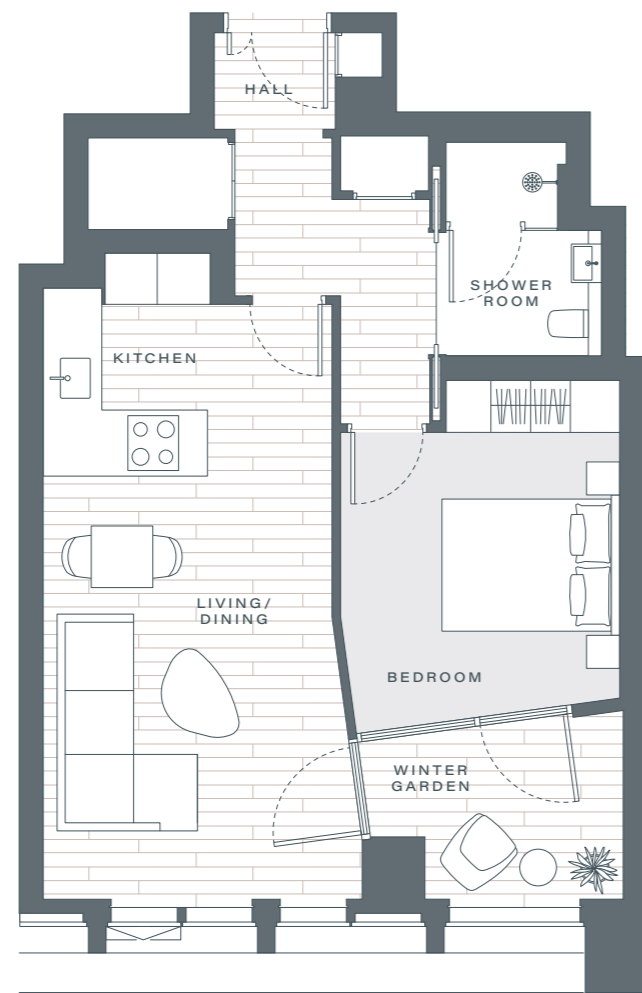 HALL
SHOWER
ROOM
KITCHEN
LIVING/
DINING
BEDROOM
WINTER
GARDEN